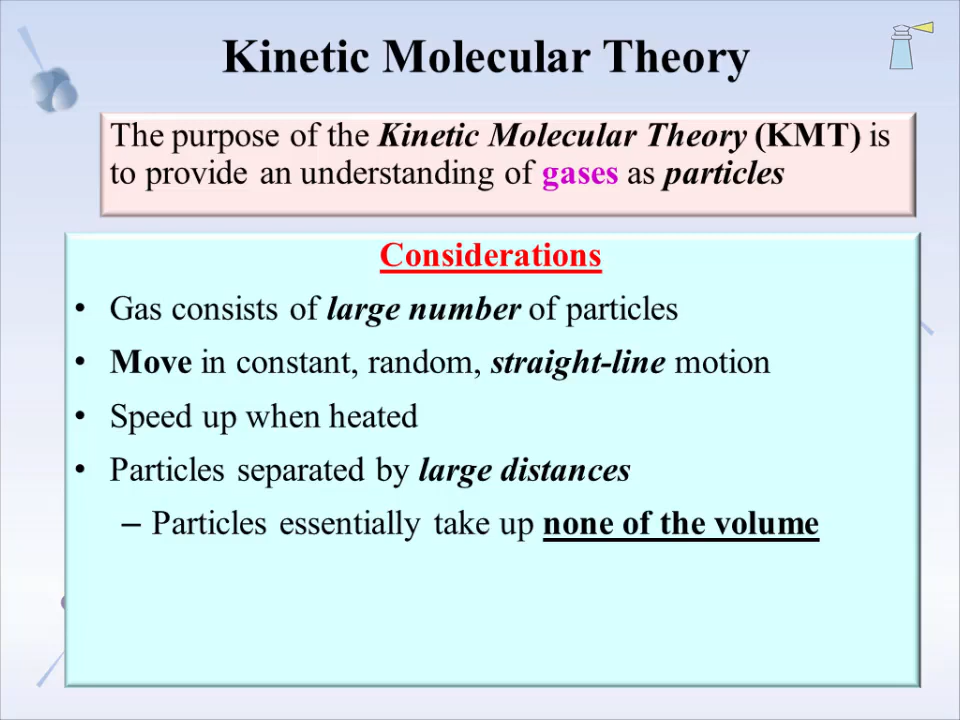 Kinetic Molecular Theory
The purpose of the Kinetic Molecular Theory (KMT) is
to provide an understanding of gases as particles
Considerations
• Gas consists of large number of particles
• Move in constant, random, straight-line motion
• Speed up when heated
• Particles separated by large distances
– Particles essentially take up none of the volume